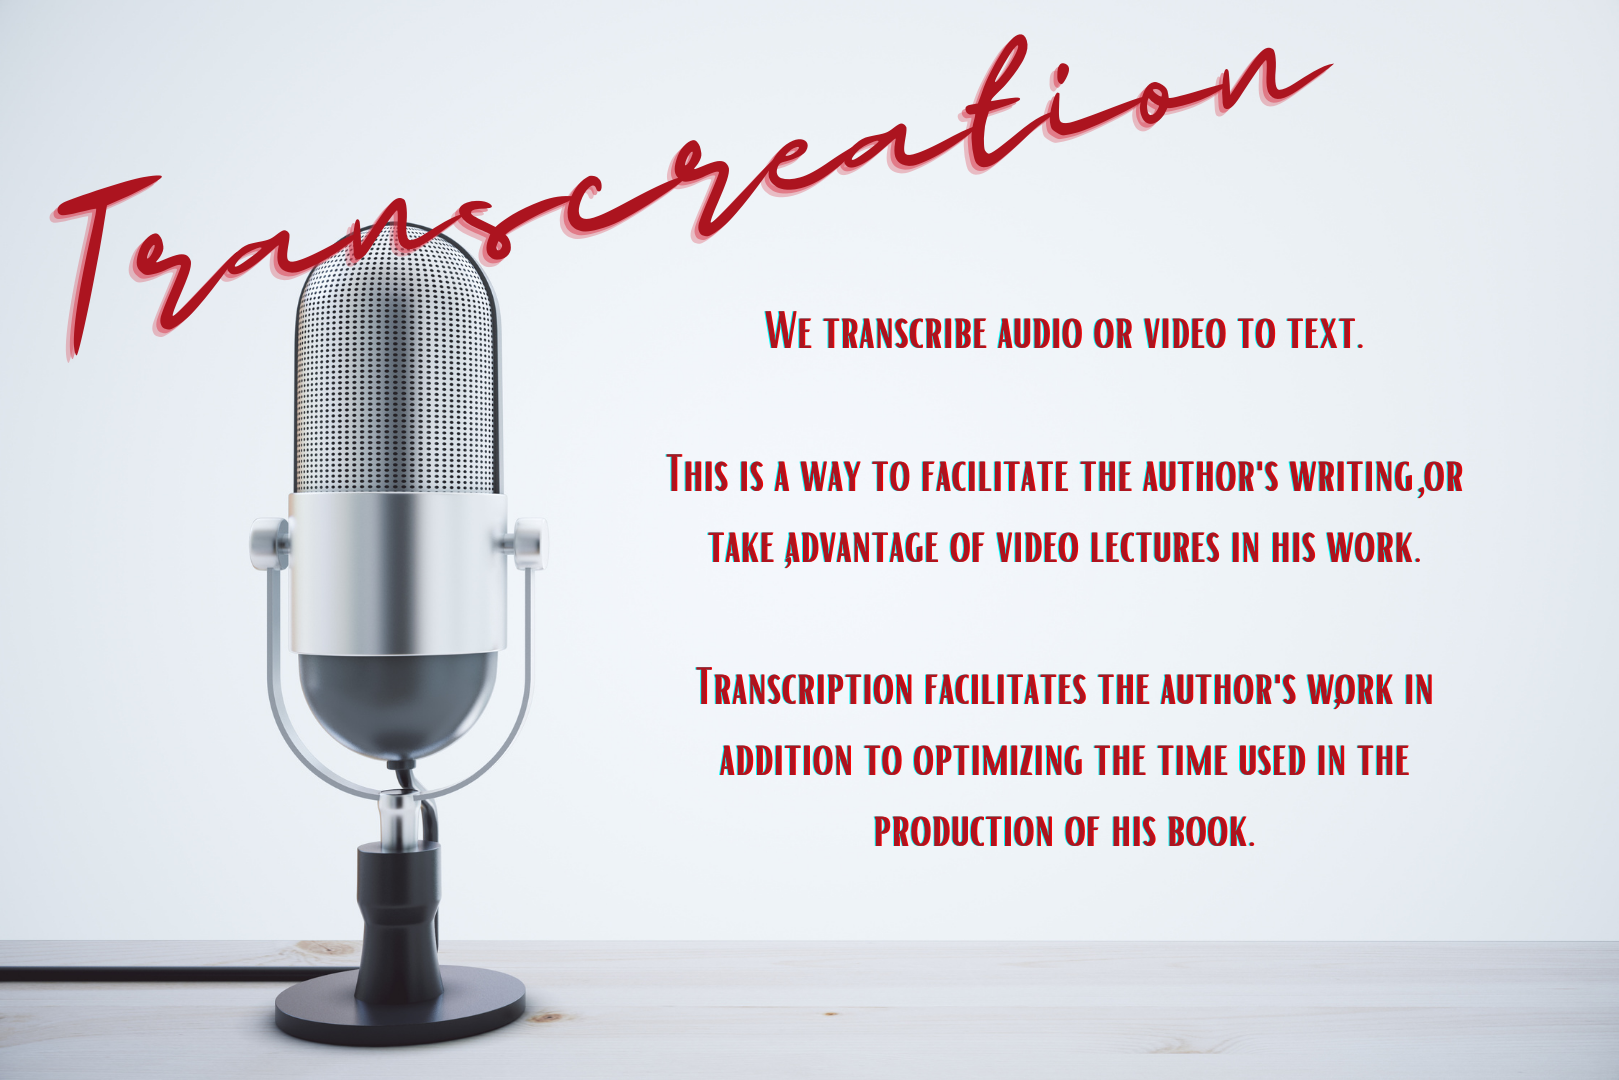 Transcreation
We transcribe audio or video to text.
This is a way to facilitate the author's writing,or
take ,advantage of video lectures in his work.
Transcription facilitates the author's w,ork in
addition to optimizing the time used in the
production of his book.